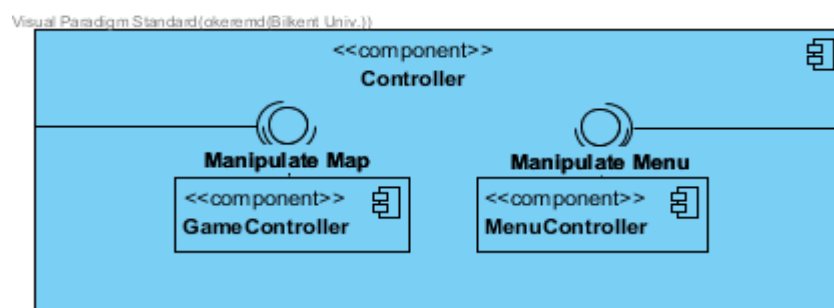 Visual Paradigm Standard(okeremd(Bilkent Univ.))
<<component>>
Controller
Manipulate Map
Manipulate Menu
<<component>>
GameController
<<component>>
MenuController